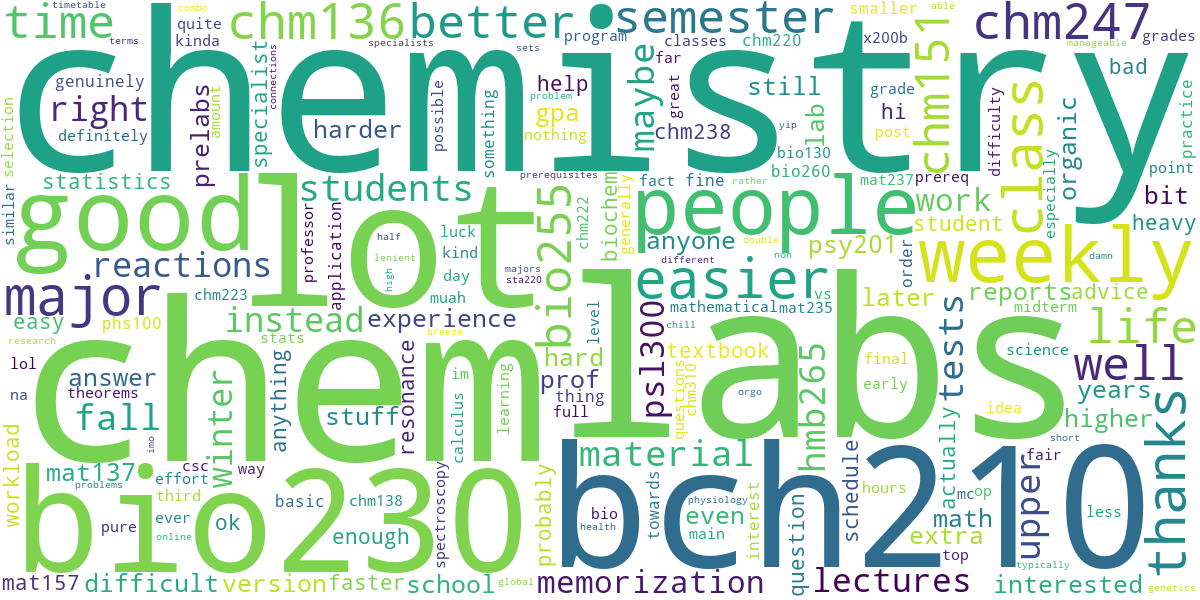 timetable
combo
time
quite
kinda
terms
chm136
better
specialists
semester
program
smaller
able
x200b
chm247
grades
sets
classes
chm220
far
manageable
chemistry
genuinely
right
definitely
prelabs
amount
specialist
connections
harder
possible
something
help
gpa
problem
nothing
maybe
great
chm238
still
yip
bio130
bio260
grade
hi
post
lab
chm151
difficulty
class
bad
organic
practice
selection
similar
statistics
students
prerequisites
fact
fine
rather
mat237
prereq
especially
point
bit
heavy
good
lot
professor
application
half
lenient
high
luck
kind
day
muah
majors
sta220
bio255
chm222
biochem
generally
people
anyone
double
different
non
psy201
work
student
order
weekly
damn
reactions
major
chm223
easy
phs100
instead
stats
experience
breeze
easier
level
vs
mathematical
mat235
later
reports
advice
midterm
life
research
lol
na
answer
theorems
chem
labs
anything
stuff
resonance
im
calculus
learning
hard
prof
thing
full
psl300
textbook
chill
chm310
questions
orgo
hmb265
final
early
tests
idea
science
well
years
higher
short
thanks
fall
winter
workload
mat137
problems
effort
third
csc
way
imo
bio230
ever
pure
online
ok
basic
chm138
enough
spectroscopy
probably
material
bch210
bio
health
towards
physiology
even
main
interest
question
schedule
hours
actually
mc
op
math
extra
top
upper
fair
less
typically
mat157
difficult
version
faster
school
global
memorization
lectures
interested
genetics